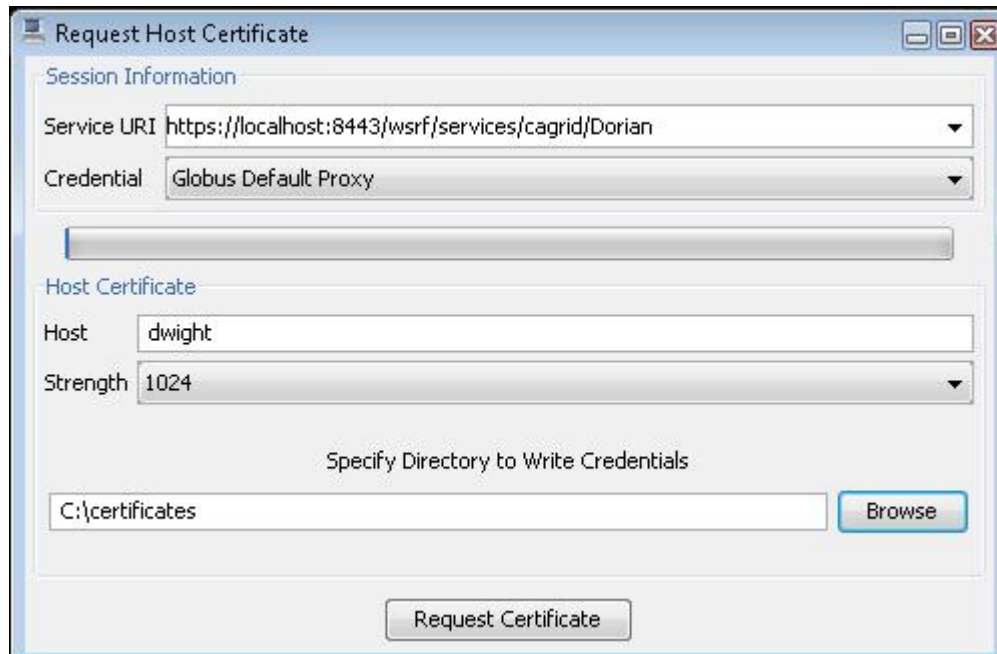 Request Host Certificate
Session Information
Service URI https://localhost:8443/wsrf/services/cagrid/Dorian
Credential Globus Default Proxy
Host Certificate
Host dwight
Strength 1024
Specify Directory to Write Credentials
C:\certificates Browse
Request Certificate